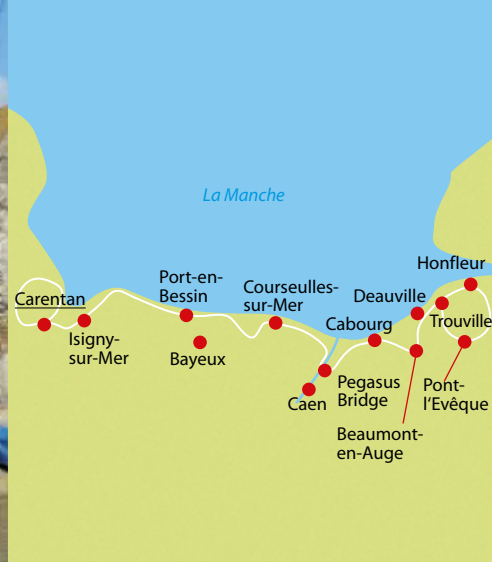 La Manche
Honfleur
Port-en-
Bessin
Courseulles-
sur-Mer
Deauville
Carentan
Cabourg
Trouville
Isigny-
sur-Mer
Bayeux
Pegasus
Bridge
Pont-
l'Evêque
Caen
Beaumont-
en-Auge